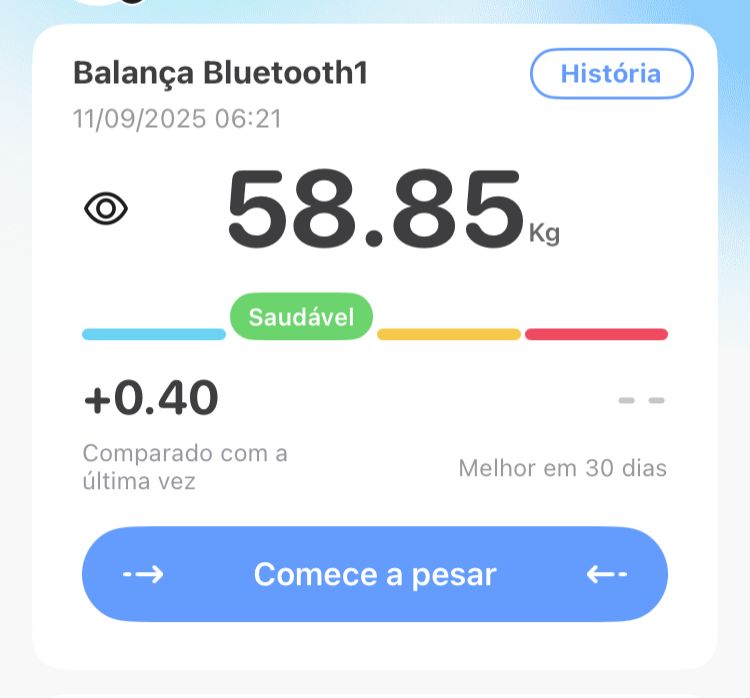 Balança Bluetooth1
História
11/09/2025 06:21
58.85 Kg
Saudável
+0.40
- -
Comparado com a
última vez
Melhor em 30 dias
Comece a pesar